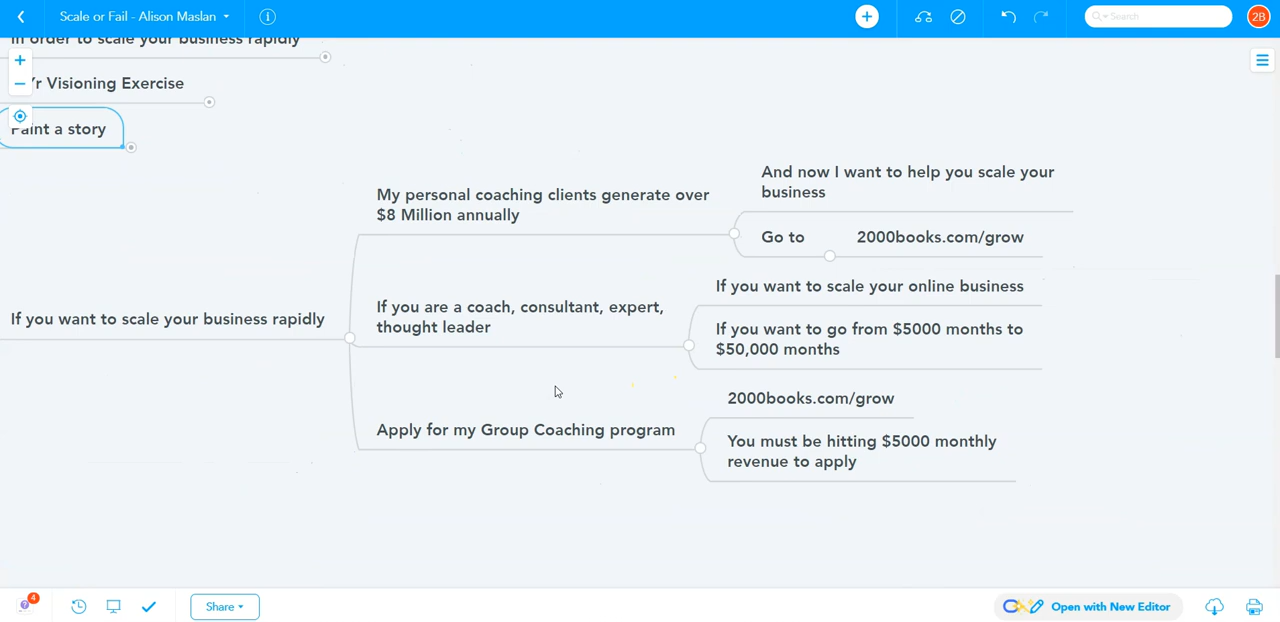 Scale or Fail - Alison Maslan
Search
2B
in order to scale your business rapidly
Yr Visioning Exercise
Paint a story
And now I want to help you scale your
business
My personal coaching clients generate over
$8 Million annually
Go to
2000books.com/grow
If you want to scale your online business
If you are a coach, consultant, expert,
thought leader
If you want to scale your business rapidly
If you want to go from $5000 months to
$50,000 months
2000books.com/grow
Apply for my Group Coaching program
You must be hitting $5000 monthly
revenue to apply
4
Share
Open with New Editor